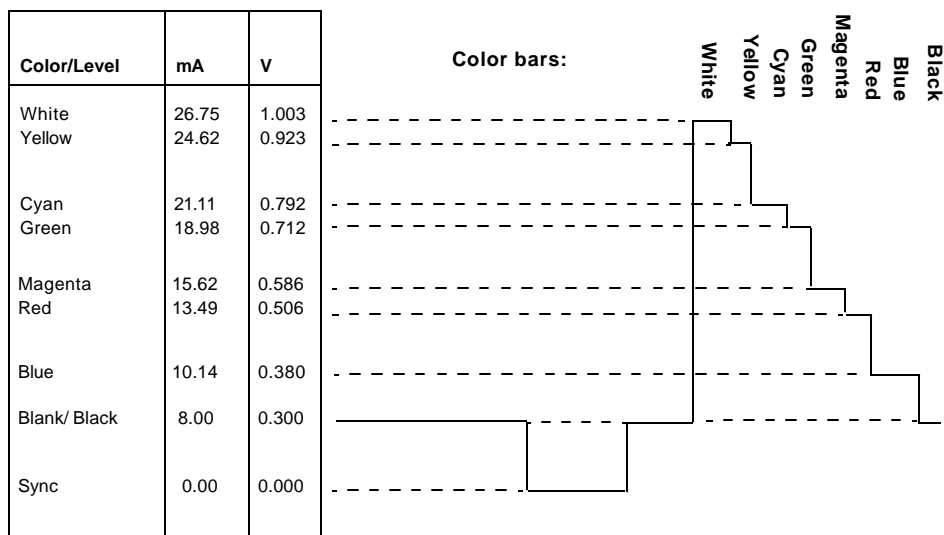 Color/Level mA V
White 26.75 1.003
Yellow 24.62 0.923
Cyan 21.11 0.792
Green 18.98 0.712
Magenta 15.62 0.586
Red 13.49 0.506
Blue 10.14 0.380
Blank/ Black 8.00 0.300
Sync 0.00 0.000
Color bars:
White
Yellow
Cyan
Green
Magenta
Red
Blue
Black